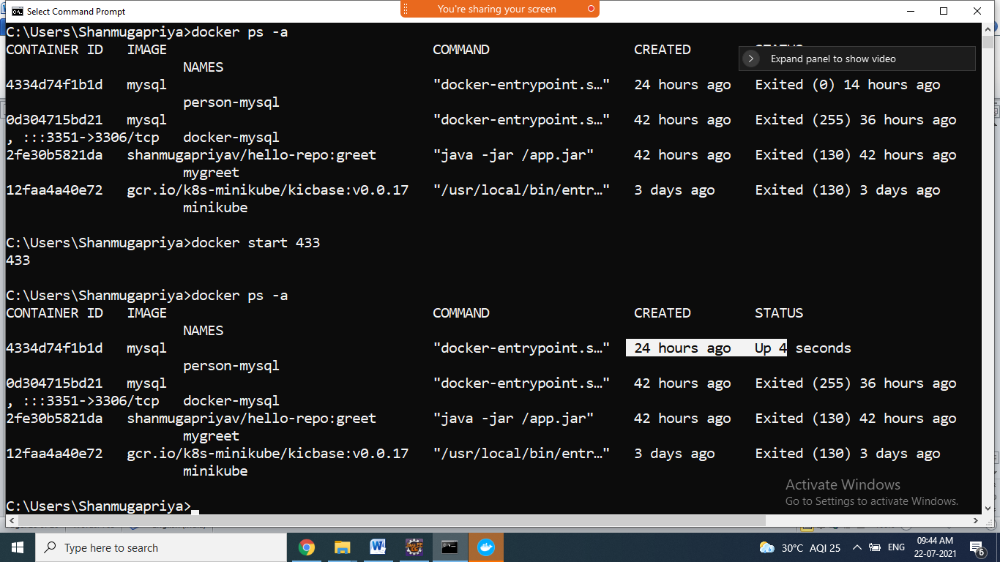 Select Command Prompt
You're sharing your screen
C:\Users\Shanmugapriya>docker ps -a
CONTAINER ID IMAGE COMMAND CREATED
NAMES
Expand panel to show video
4334d74f1b1d mysql "docker-entrypoint.s…" 24 hours ago Exited (0) 14 hours ago
person-mysql
0d304715bd21 mysql "docker-entrypoint.s…" 42 hours ago Exited (255) 36 hours ago
, :::3351->3306/tcp docker-mysql
2fe30b5821da shanmugapriyav/hello-repo:greet "java -jar /app.jar" 42 hours ago Exited (130) 42 hours ago
mygreet
12faa4a40e72 gcr.io/k8s-minikube/kicbase:v0.0.17 "/usr/local/bin/entr…" 3 days ago Exited (130) 3 days ago
minikube
C:\Users\Shanmugapriya>docker start 433
433
C:\Users\Shanmugapriya>docker ps -a
CONTAINER ID IMAGE COMMAND CREATED STATUS
NAMES
4334d74f1b1d mysql "docker-entrypoint.s…" 24 hours ago Up 4 seconds
person-mysql
0d304715bd21 mysql "docker-entrypoint.s…" 42 hours ago Exited (255) 36 hours ago
, :::3351->3306/tcp docker-mysql
2fe30b5821da shanmugapriyav/hello-repo:greet "java -jar /app.jar" 42 hours ago Exited (130) 42 hours ago
mygreet
12faa4a40e72 gcr.io/k8s-minikube/kicbase:v0.0.17 "/usr/local/bin/entr…" 3 days ago Exited (130) 3 days ago
minikube
C:\Users\Shanmugapriya>
Activate Windows
Go to Settings to activate Windows.
Type here to search
30°C AQI 25
ENG
09:44 AM
22-07-2021
6